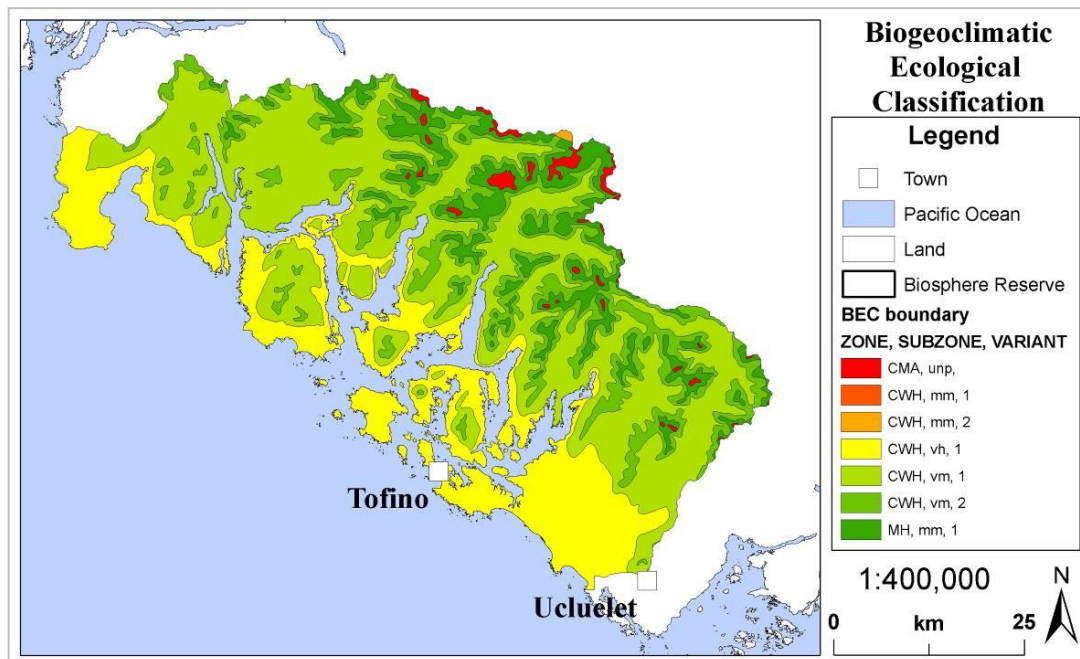 Biogeoclimatic
Ecological
Classification
Legend
Town
Pacific Ocean
Land
Biosphere Reserve
BEC boundary
ZONE, SUBZONE, VARIANT
CMA, unp,
CWH, mm, 1
CWH, mm, 2
CWH, vh, 1
CWH, vm, 1
CWH, vm, 2
MH, mm, 1
Tofino
Ucluelet
1:400,000
N
0 km 25